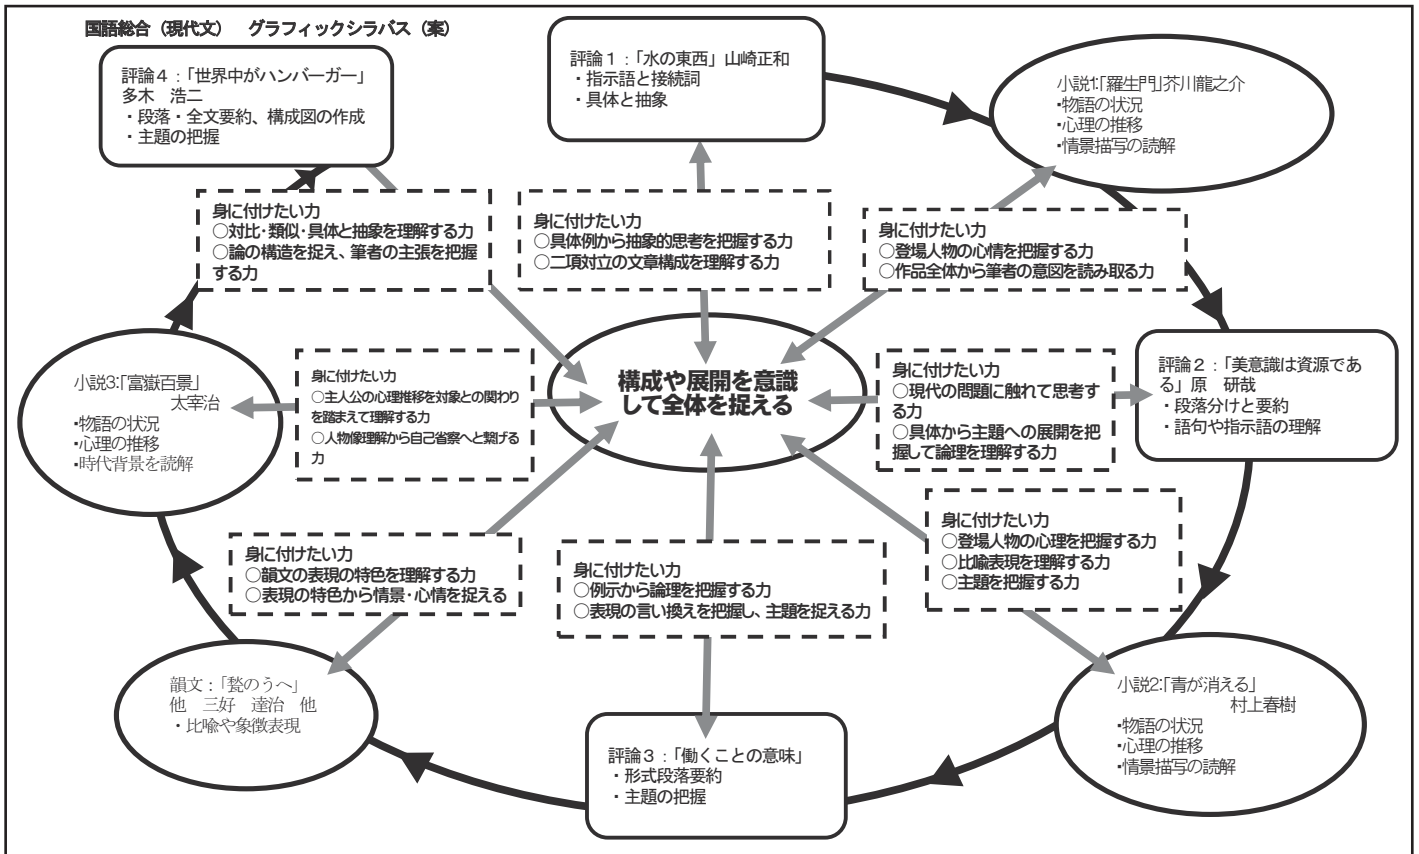 国語総合（現代文）　グラフィックシラバス（案）
評論４：「世界中がハンバーガー」
多木　浩二
・段落・全文要約、構成図の作成
・主題の把握
評論１：「水の東西」山崎正和
・指示語と接続詞
・具体と抽象
小説1:「羅生門」芥川龍之介
・物語の状況
・心理の推移
・情景描写の読解
身に付けたい力
○対比・類似・具体と抽象を理解する力
○論の構造を捉え、筆者の主張を把握
する力
身に付けたい力
○具体例から抽象的思考を把握する力
○二項対立の文章構成を理解する力
身に付けたい力
○登場人物の心情を把握する力
○作品全体から筆者の意図を読み取る力
小説3:「富嶽百景」
太宰治
・物語の状況
・心理の推移
・時代背景を読解
身に付けたい力
○主人公の心理推移を対象との関わり
を踏まえて理解する力
○人物像理解から自己省察へと繋げる
力
構成や展開を意識
して全体を捉える
身に付けたい力
○現代の問題に触れて思考す
る力
○具体から主題への展開を把
握して論理を理解する力
評論２：「美意識は資源であ
る」原　研哉
・段落分けと要約
・語句や指示語の理解
身に付けたい力
○韻文の表現の特色を理解する力
○表現の特色から情景・心情を捉える
身に付けたい力
○例示から論理を把握する力
○表現の言い換えを把握し、主題を捉える力
身に付けたい力
○登場人物の心理を把握する力
○比喩表現を理解する力
○主題を把握する力
韻文：「甃のうへ」
他　三好　達治　他
・比喩や象徴表現
評論３：「働くことの意味」
・形式段落要約
・主題の把握
小説2:「青が消える」
村上春樹
・物語の状況
・心理の推移
・情景描写の読解